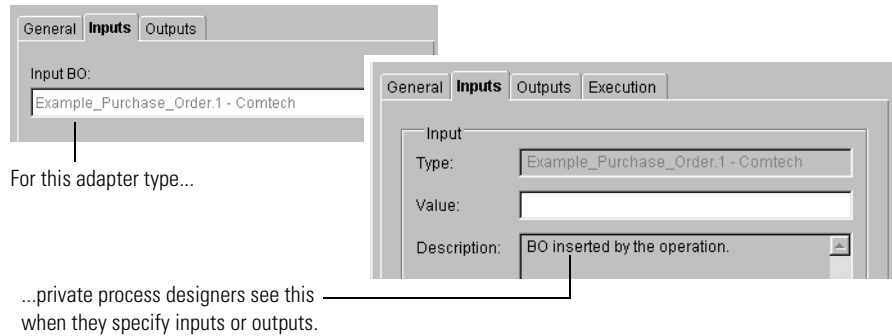 General Inputs Outputs
Input BO:
Example_Purchase_Order.1 - Comtech
For this adapter type...
General Inputs Outputs Execution
Input
Type: Example_Purchase_Order.1 - Comtech
Value:
Description: BO inserted by the operation.
...private process designers see this
when they specify inputs or outputs.